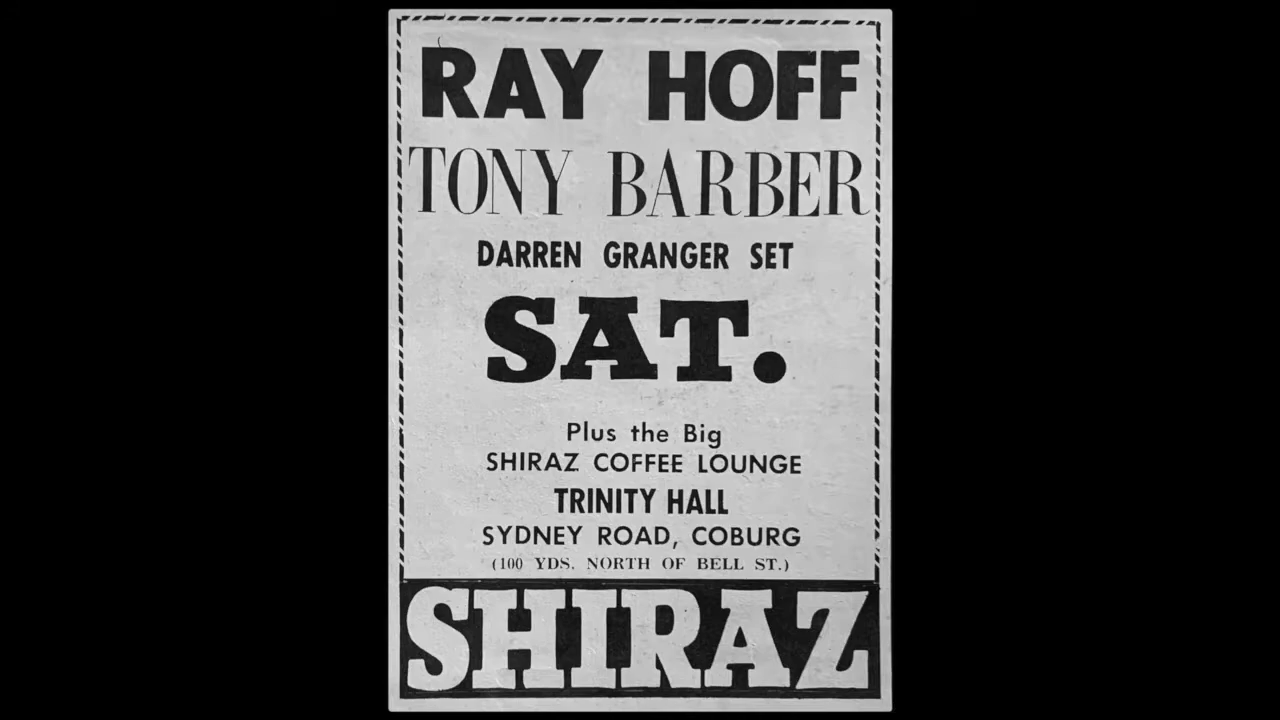 RAY HOFF
TONY BARBER
DARREN GRANGER SET
SAT.
Plus the Big
SHIRAZ COFFEE LOUNGE
TRINITY HALL
SYDNEY ROAD, COBURG
(100 YDS. NORTH OF BELL ST.)
SHIRAZ